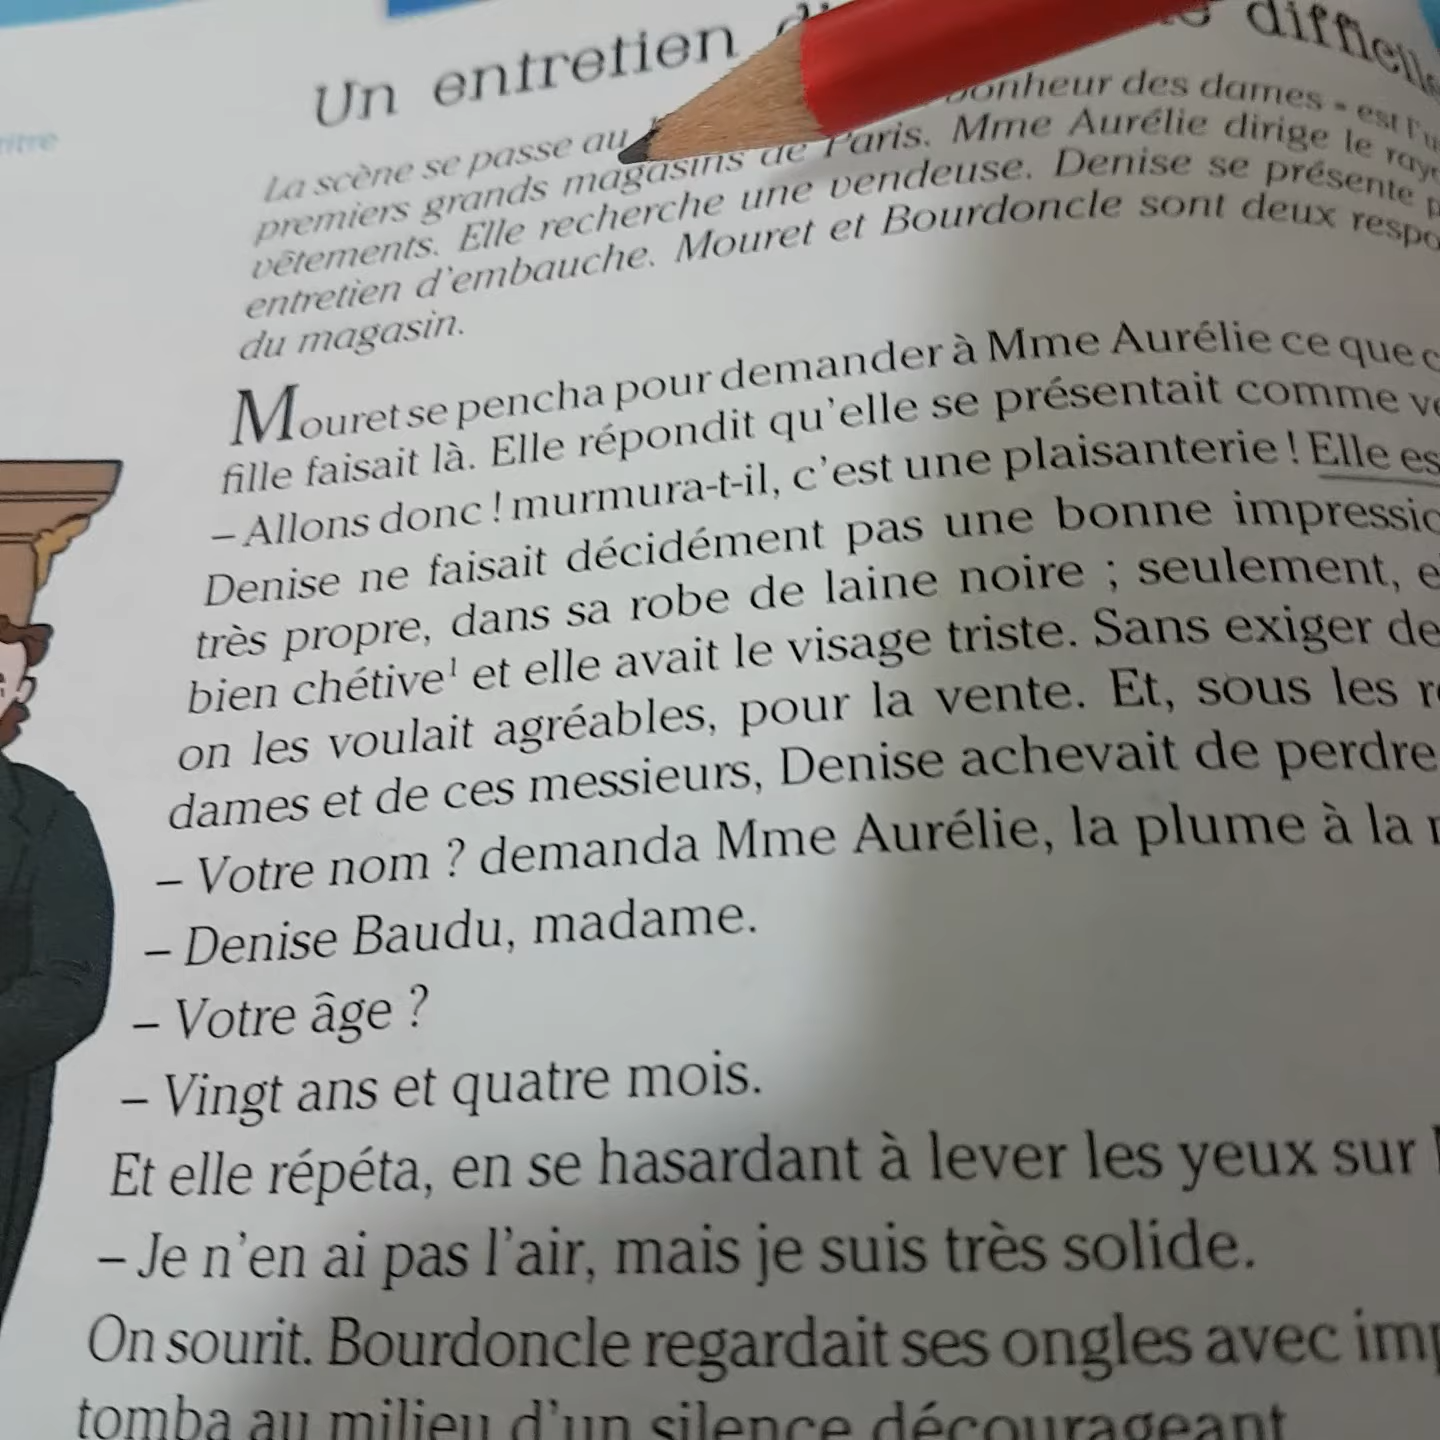 Un entretien difficile
titre
La scène se passe au bonheur des dames » est l'u
premiers grands magasins de Paris. Mme Aurélie dirige le rayo
vêtements. Elle recherche une vendeuse. Denise se présente p
entretien d'embauche. Mouret et Bourdoncle sont deux respo
du magasin.
Mouret se pencha pour demander à Mme Aurélie ce que c
fille faisait là. Elle répondit qu'elle se présentait comme ve
– Allons donc ! murmura-t-il, c'est une plaisanterie ! Elle es
Denise ne faisait décidément pas une bonne impressio
très propre, dans sa robe de laine noire ; seulement, e
bien chétive¹ et elle avait le visage triste. Sans exiger de
on les voulait agréables, pour la vente. Et, sous les r
dames et de ces messieurs, Denise achevait de perdre
– Votre nom ? demanda Mme Aurélie, la plume à la
– Denise Baudu, madame.
– Votre âge ?
– Vingt ans et quatre mois.
Et elle répéta, en se hasardant à lever les yeux sur
– Je n'en ai pas l'air, mais je suis très solide.
On sourit. Bourdoncle regardait ses ongles avec imp
tomba au milieu d'un silence décourageant